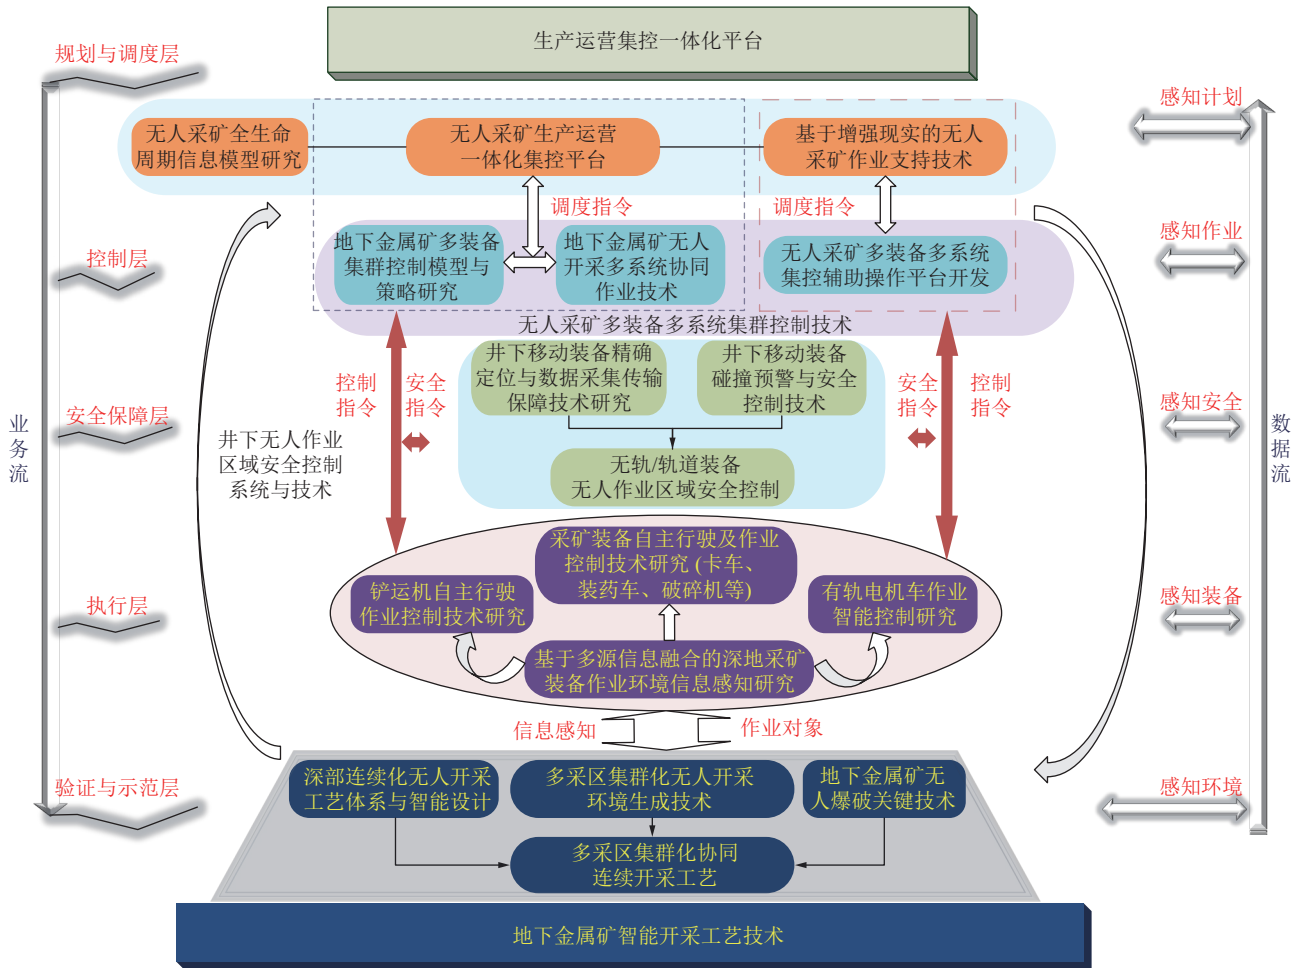 生产运营集控一体化平台
规划与调度层
感知计划
无人采矿全生命
周期信息模型研究
无人采矿生产运营
一体化集控平台
基于增强现实的无人
采矿作业支持技术
调度指令
调度指令
控制层
感知作业
地下金属矿多装备
集群控制模型与
策略研究
地下金属矿无人
开采多系统协同
作业技术
无人采矿多装备多系统
集控辅助操作平台开发
无人采矿多装备多系统集群控制技术
控制
指令
安全
指令
井下移动装备精确
定位与数据采集传输
保障技术研究
井下移动装备
碰撞预警与安全
控制技术
安全
指令
控制
指令
安全保障层
感知安全
业务流
数据流
井下无人作业
区域安全控制
系统与技术
无轨/轨道装备
无人作业区域安全控制
采矿装备自主行驶及作业
控制技术研究 (卡车、
装药车、破碎机等)
铲运机自主行驶
作业控制技术研究
有轨电机车作业
智能控制研究
执行层
感知装备
基于多源信息融合的深地采矿
装备作业环境信息感知研究
信息感知
作业对象
验证与示范层
感知环境
深部连续化无人开采
工艺体系与智能设计
多采区集群化无人开采
环境生成技术
地下金属矿无
人爆破关键技术
多采区集群化协同
连续开采工艺
地下金属矿智能开采工艺技术